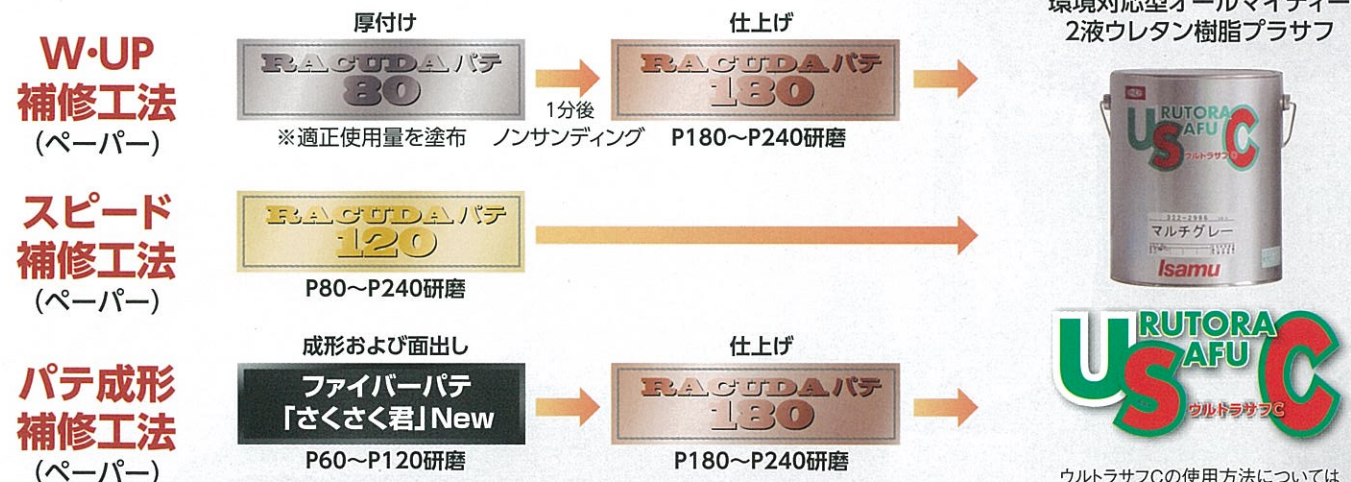 W・UP
補修工法
(ペーパー)
厚付け
RACUDAパテ
80
※適正使用量を塗布
1分後
ノンサンディング
仕上げ
RACUDAパテ
180
P180〜P240研磨
スピード
補修工法
(ペーパー)
RACUDAパテ
120
P80〜P240研磨
パテ成形
補修工法
(ペーパー)
成形および面出し
ファイバーパテ
「さくさく君」New
P60〜P120研磨
仕上げ
RACUDAパテ
180
P180〜P240研磨
環境対応型オールマイティー
2液ウレタン樹脂プラサフ
URUTORA
SAFU C
ウルトラサフC
マルチグレー
Isamu
URUTORA
SAFU C
ウルトラサフC
ウルトラサフCの使用方法については